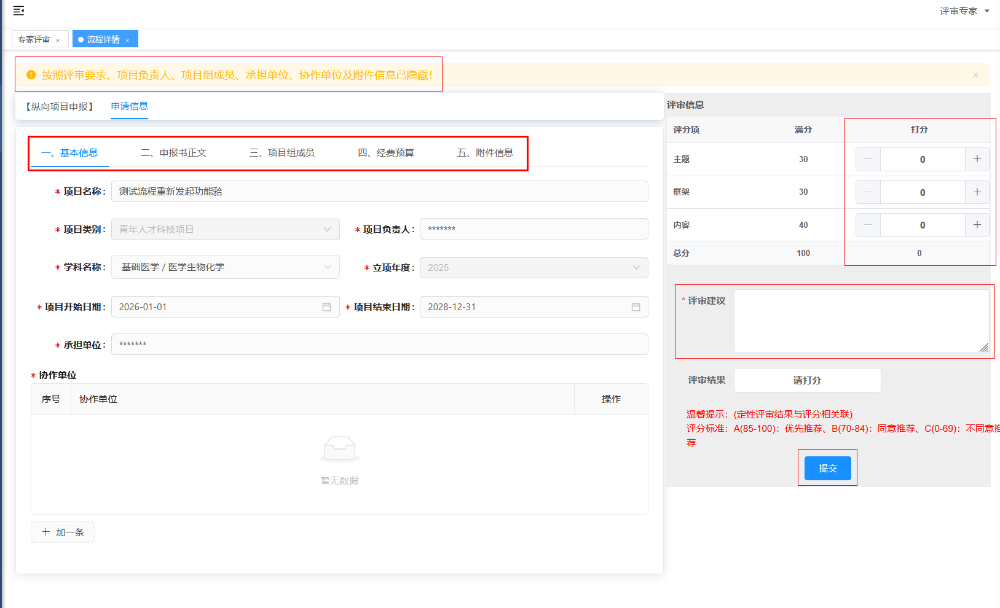 评审专家
专家评审 ×
流程详情 ×
按照评审要求，项目负责人、项目组成员、承担单位、协作单位及附件信息已隐藏！ ×
【纵向项目申报】 申请信息
一、基本信息 二、申报书正文 三、项目组成员 四、经费预算 五、附件信息
* 项目名称： 测试流程重新发起功能骀
* 项目类别： 青年人才科技项目 * 项目负责人： *******
* 学科名称： 基础医学 / 医学生物化学 * 立项年度： 2025
* 项目开始日期： 2026-01-01 * 项目结束日期： 2028-12-31
* 承担单位： *******
* 协作单位
序号 协作单位 操作
暂无数据
+ 加一条
评审信息
评分项 满分 打分
主题 30 — 0 +
框架 30 — 0 +
内容 40 — 0 +
总分 100 0
* 评审建议
评审结果 请打分
温馨提示：(定性评审结果与评分相关联)
评分标准：A(85-100)：优先推荐、B(70-84)：同意推荐、C(0-69)：不同意推
荐
提交